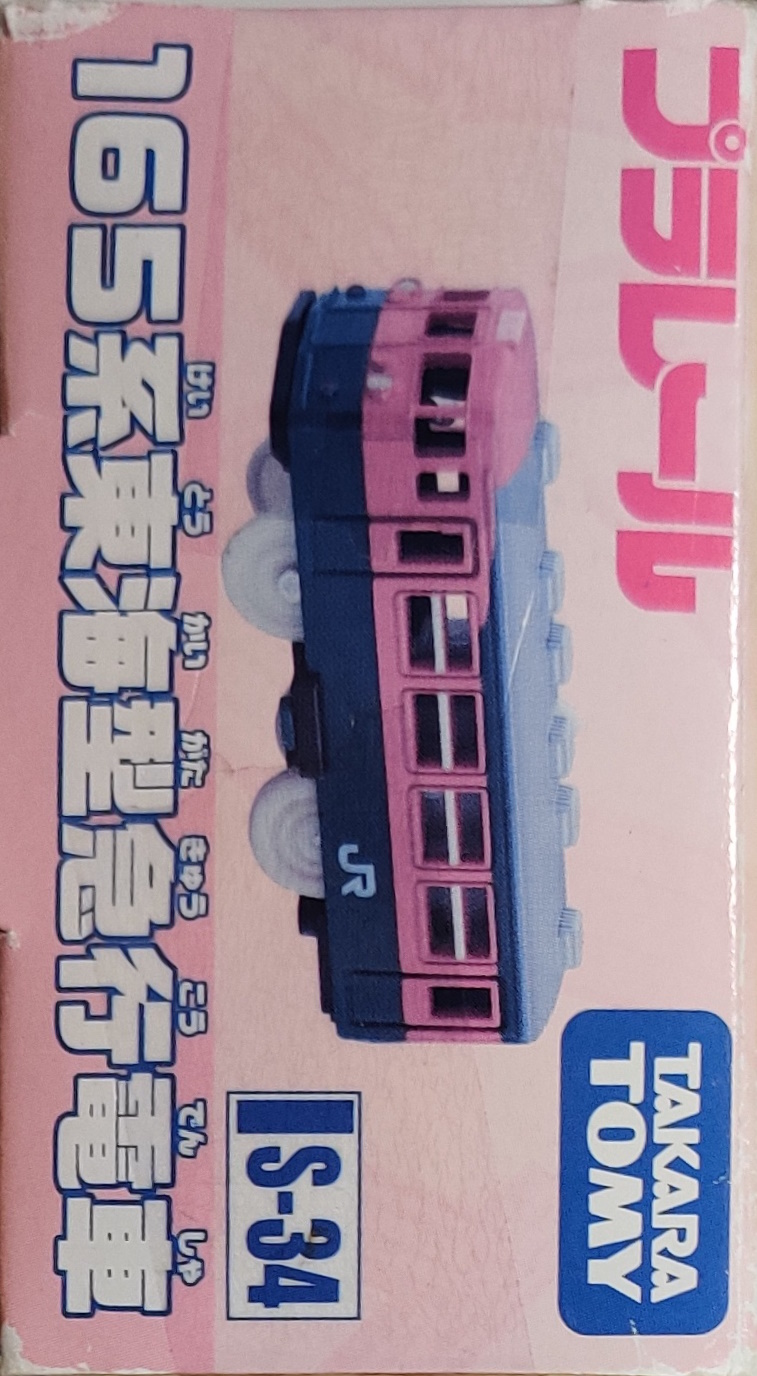 プラレール
TAKARA
TOMY
JR
S-34
けい とう かい がた きゅう こう でん しゃ
165系東海型急行電車